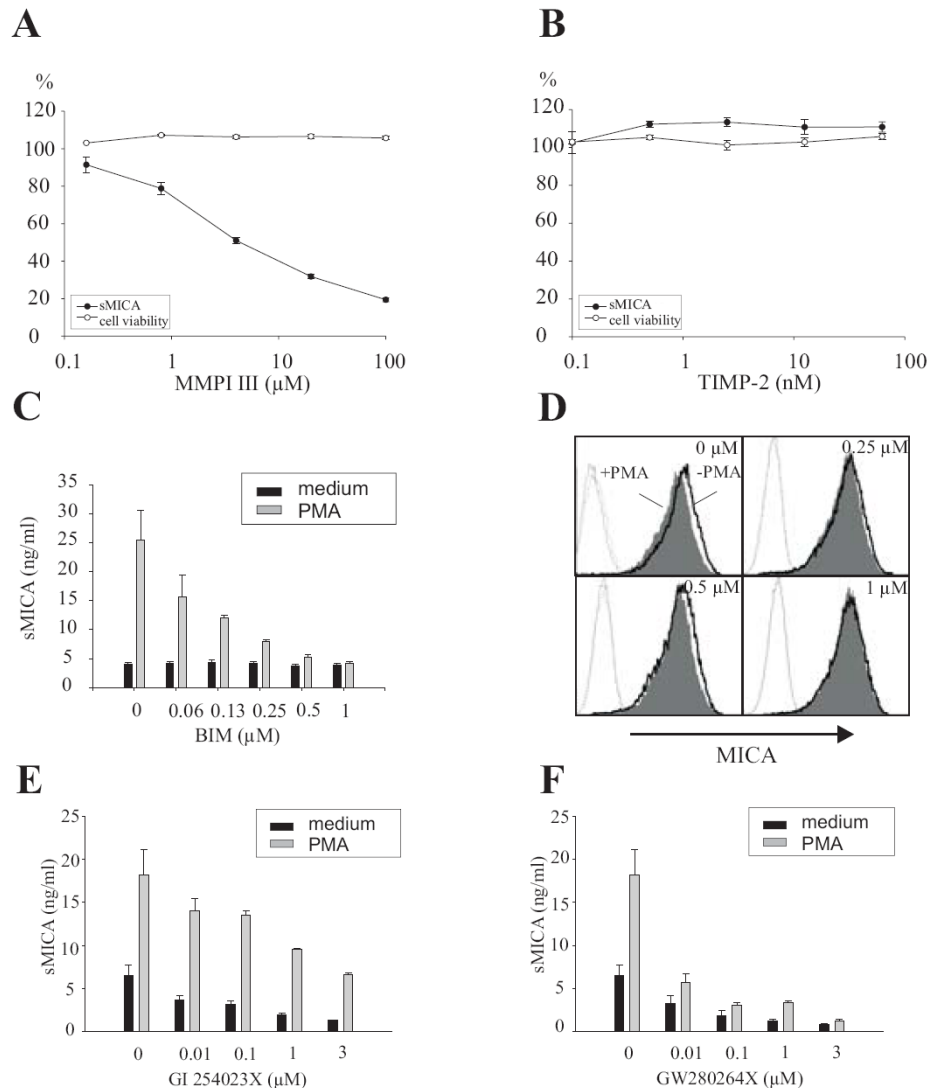 A
%
120
100
80
60
40
20
0
sMICA
cell viability
0.1 1 10 100
MMPI III (µM)
B
%
120
100
80
60
40
20
0
sMICA
cell viability
0.1 1 10 100
TIMP-2 (nM)
C
medium
PMA
sMICA (ng/ml)
35
30
25
20
15
10
5
0
0 0.06 0.13 0.25 0.5 1
BIM (µM)
D
0 µM
+PMA -PMA
0.25 µM
0.5 µM
1 µM
MICA
E
medium
PMA
sMICA (ng/ml)
25
20
15
10
5
0
0 0.01 0.1 1 3
GI 254023X (µM)
F
medium
PMA
sMICA (ng/ml)
25
20
15
10
5
0
0 0.01 0.1 1 3
GW280264X (µM)